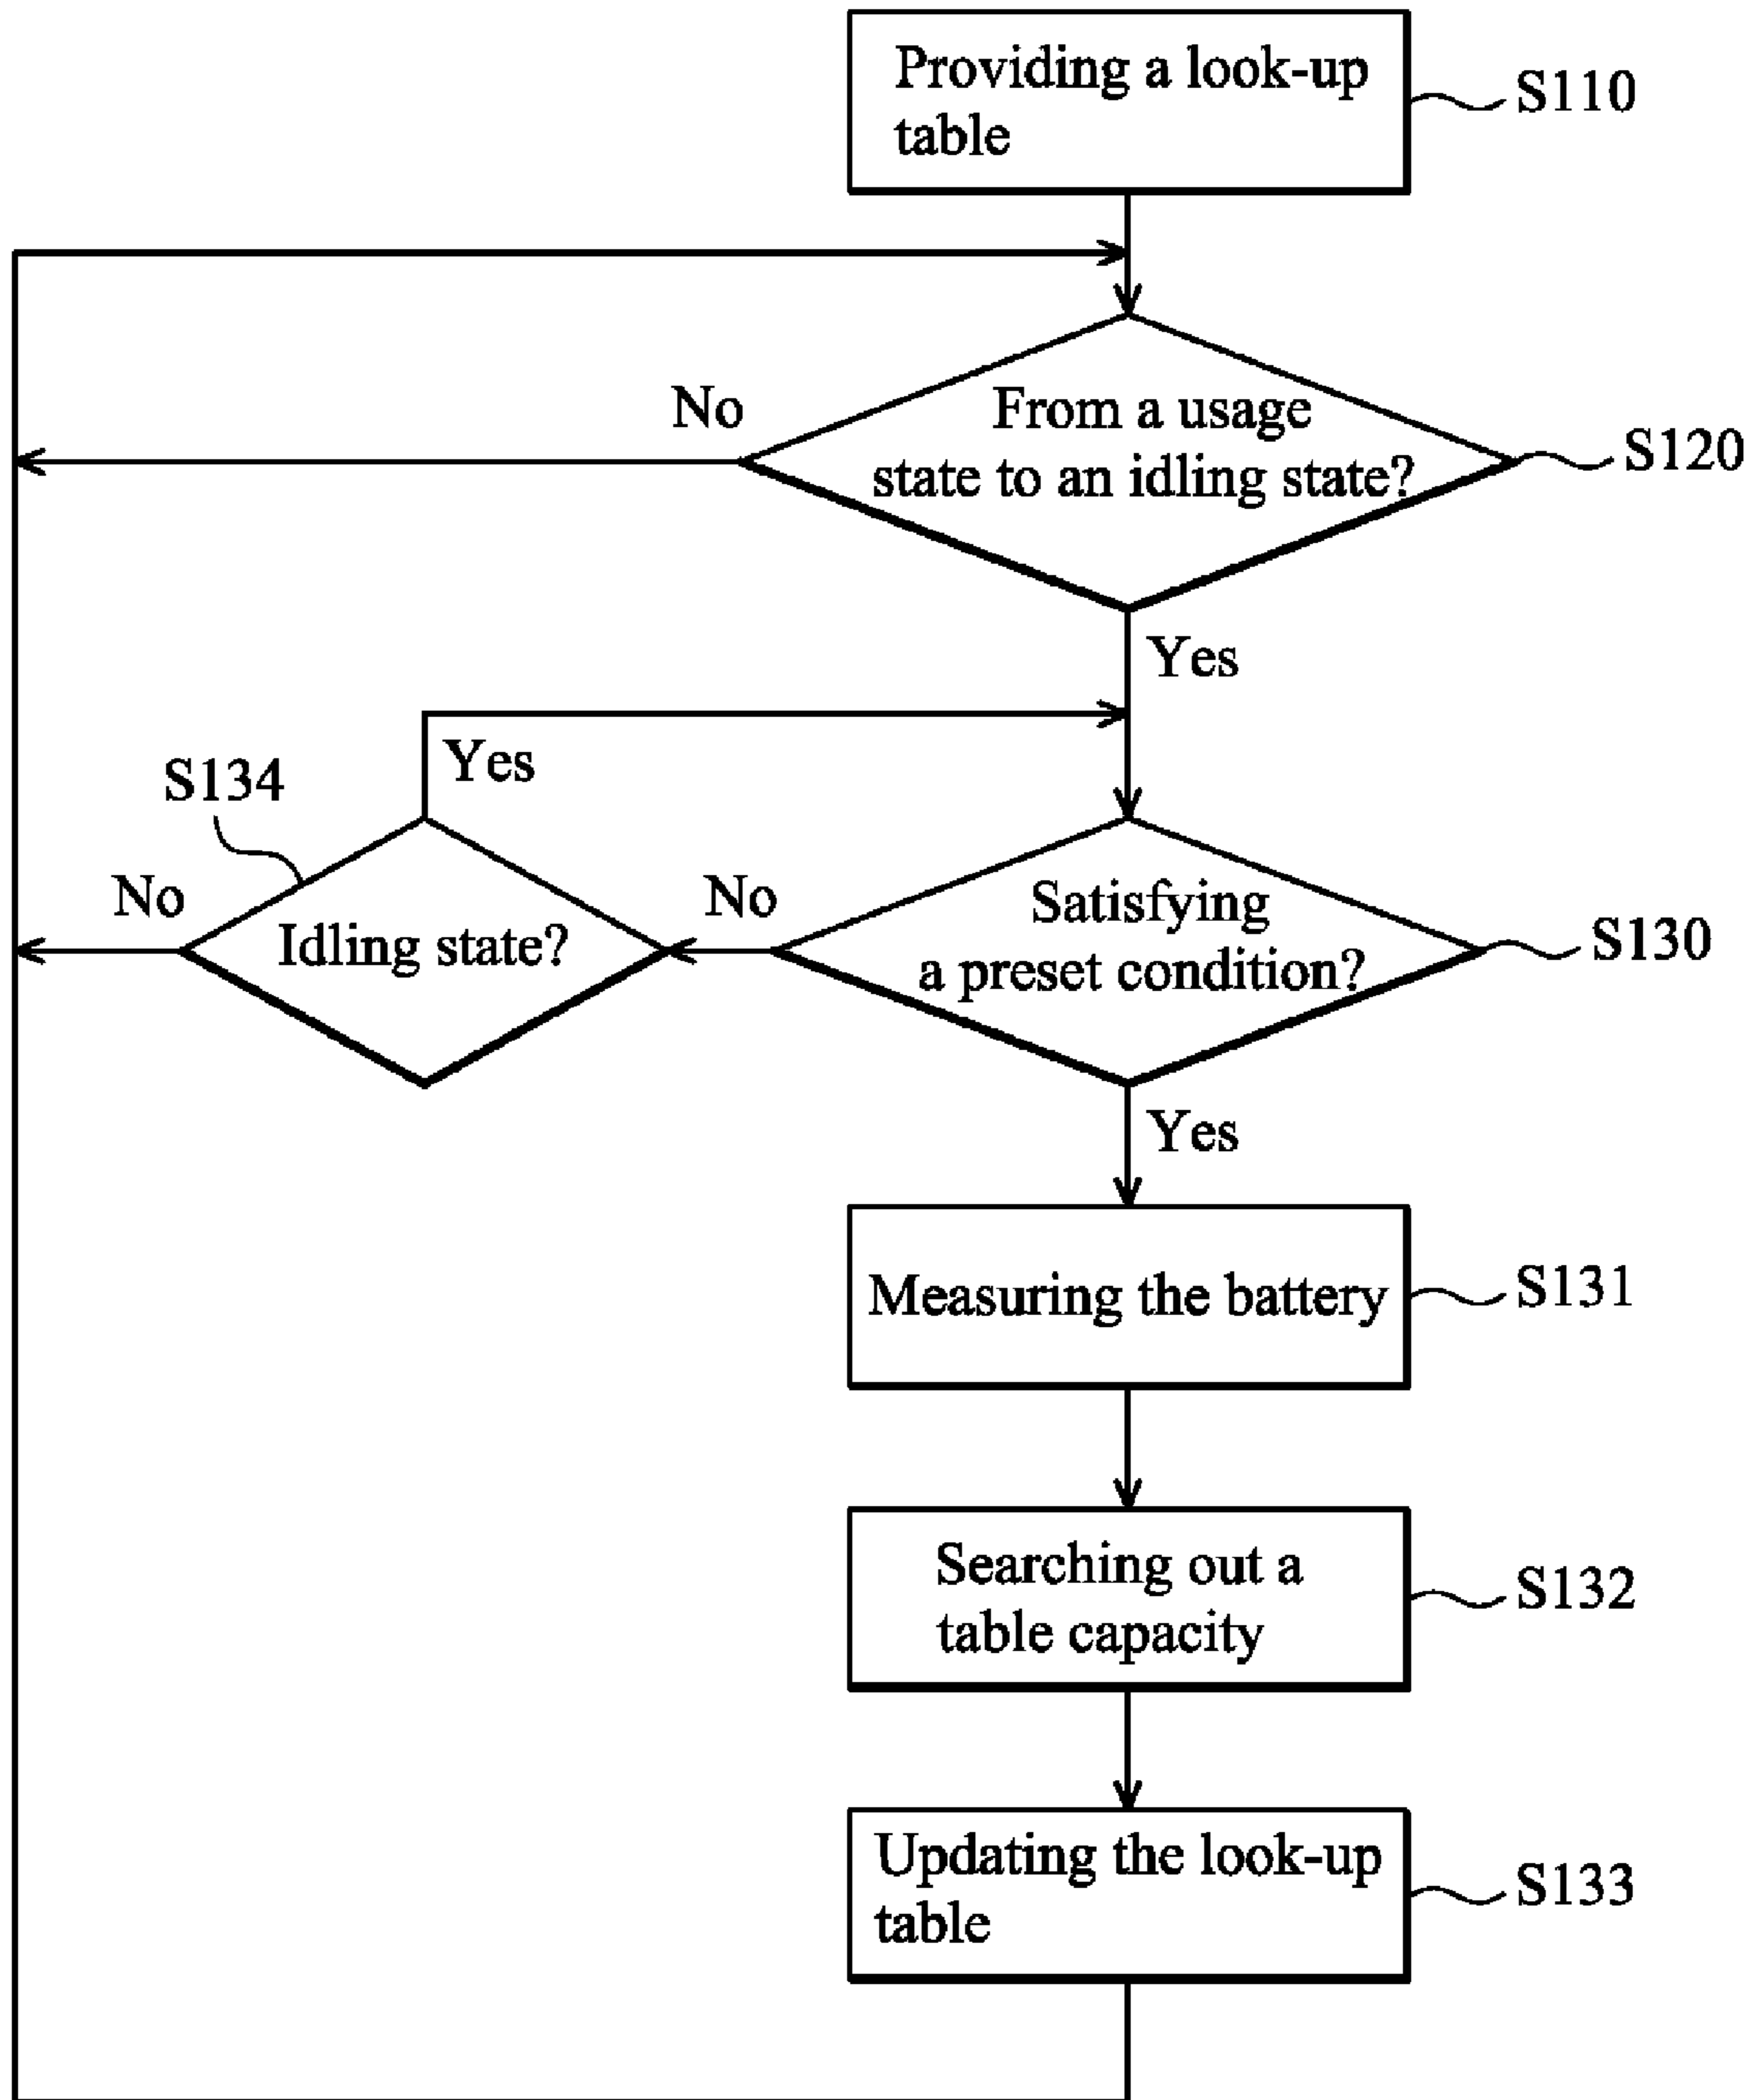 Providing a look-up
table
S110
No
From a usage
state to an idling state?
S120
Yes
Yes
S134
No
Idling state?
No
Satisfying
a preset condition?
S130
Yes
Measuring the battery
S131
Searching out a
table capacity
S132
Updating the look-up
table
S133